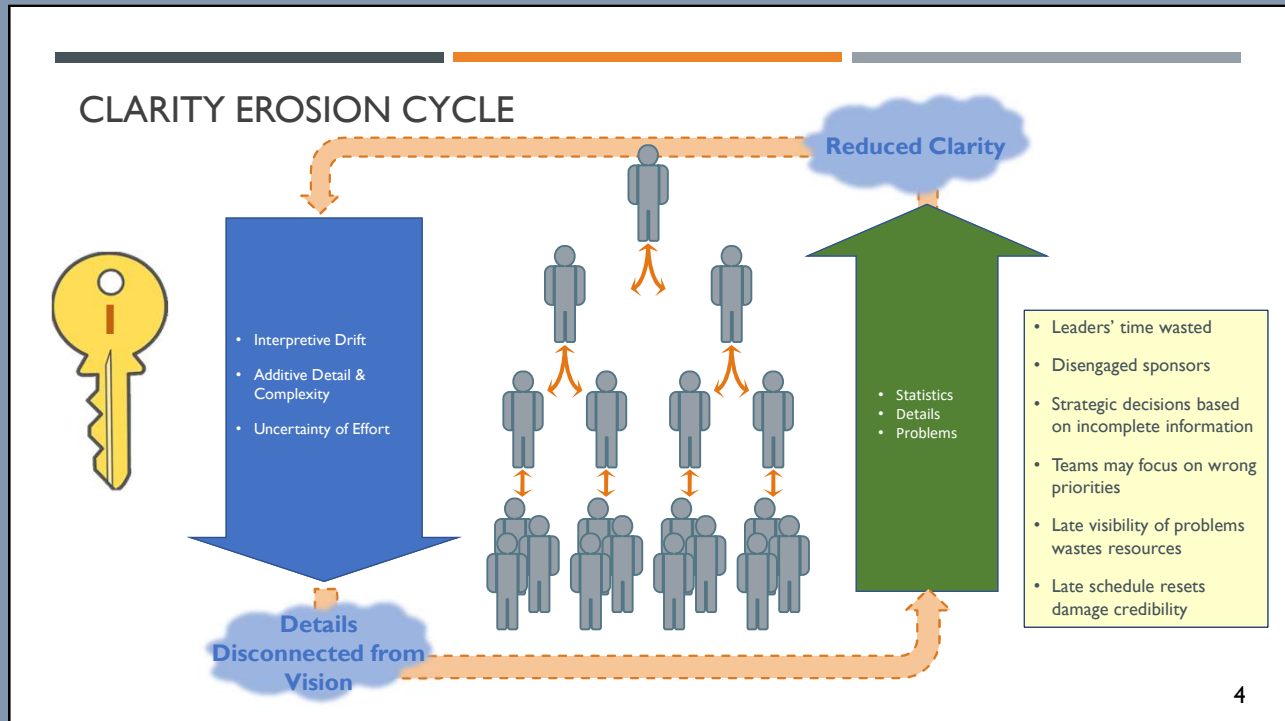 CLARITY EROSION CYCLE
Reduced Clarity
I
• Interpretive Drift
• Additive Detail &
Complexity
• Uncertainty of Effort
• Statistics
• Details
• Problems
• Leaders’ time wasted
• Disengaged sponsors
• Strategic decisions based
on incomplete information
• Teams may focus on wrong
priorities
• Late visibility of problems
wastes resources
• Late schedule resets
damage credibility
Details
Disconnected from
Vision
4